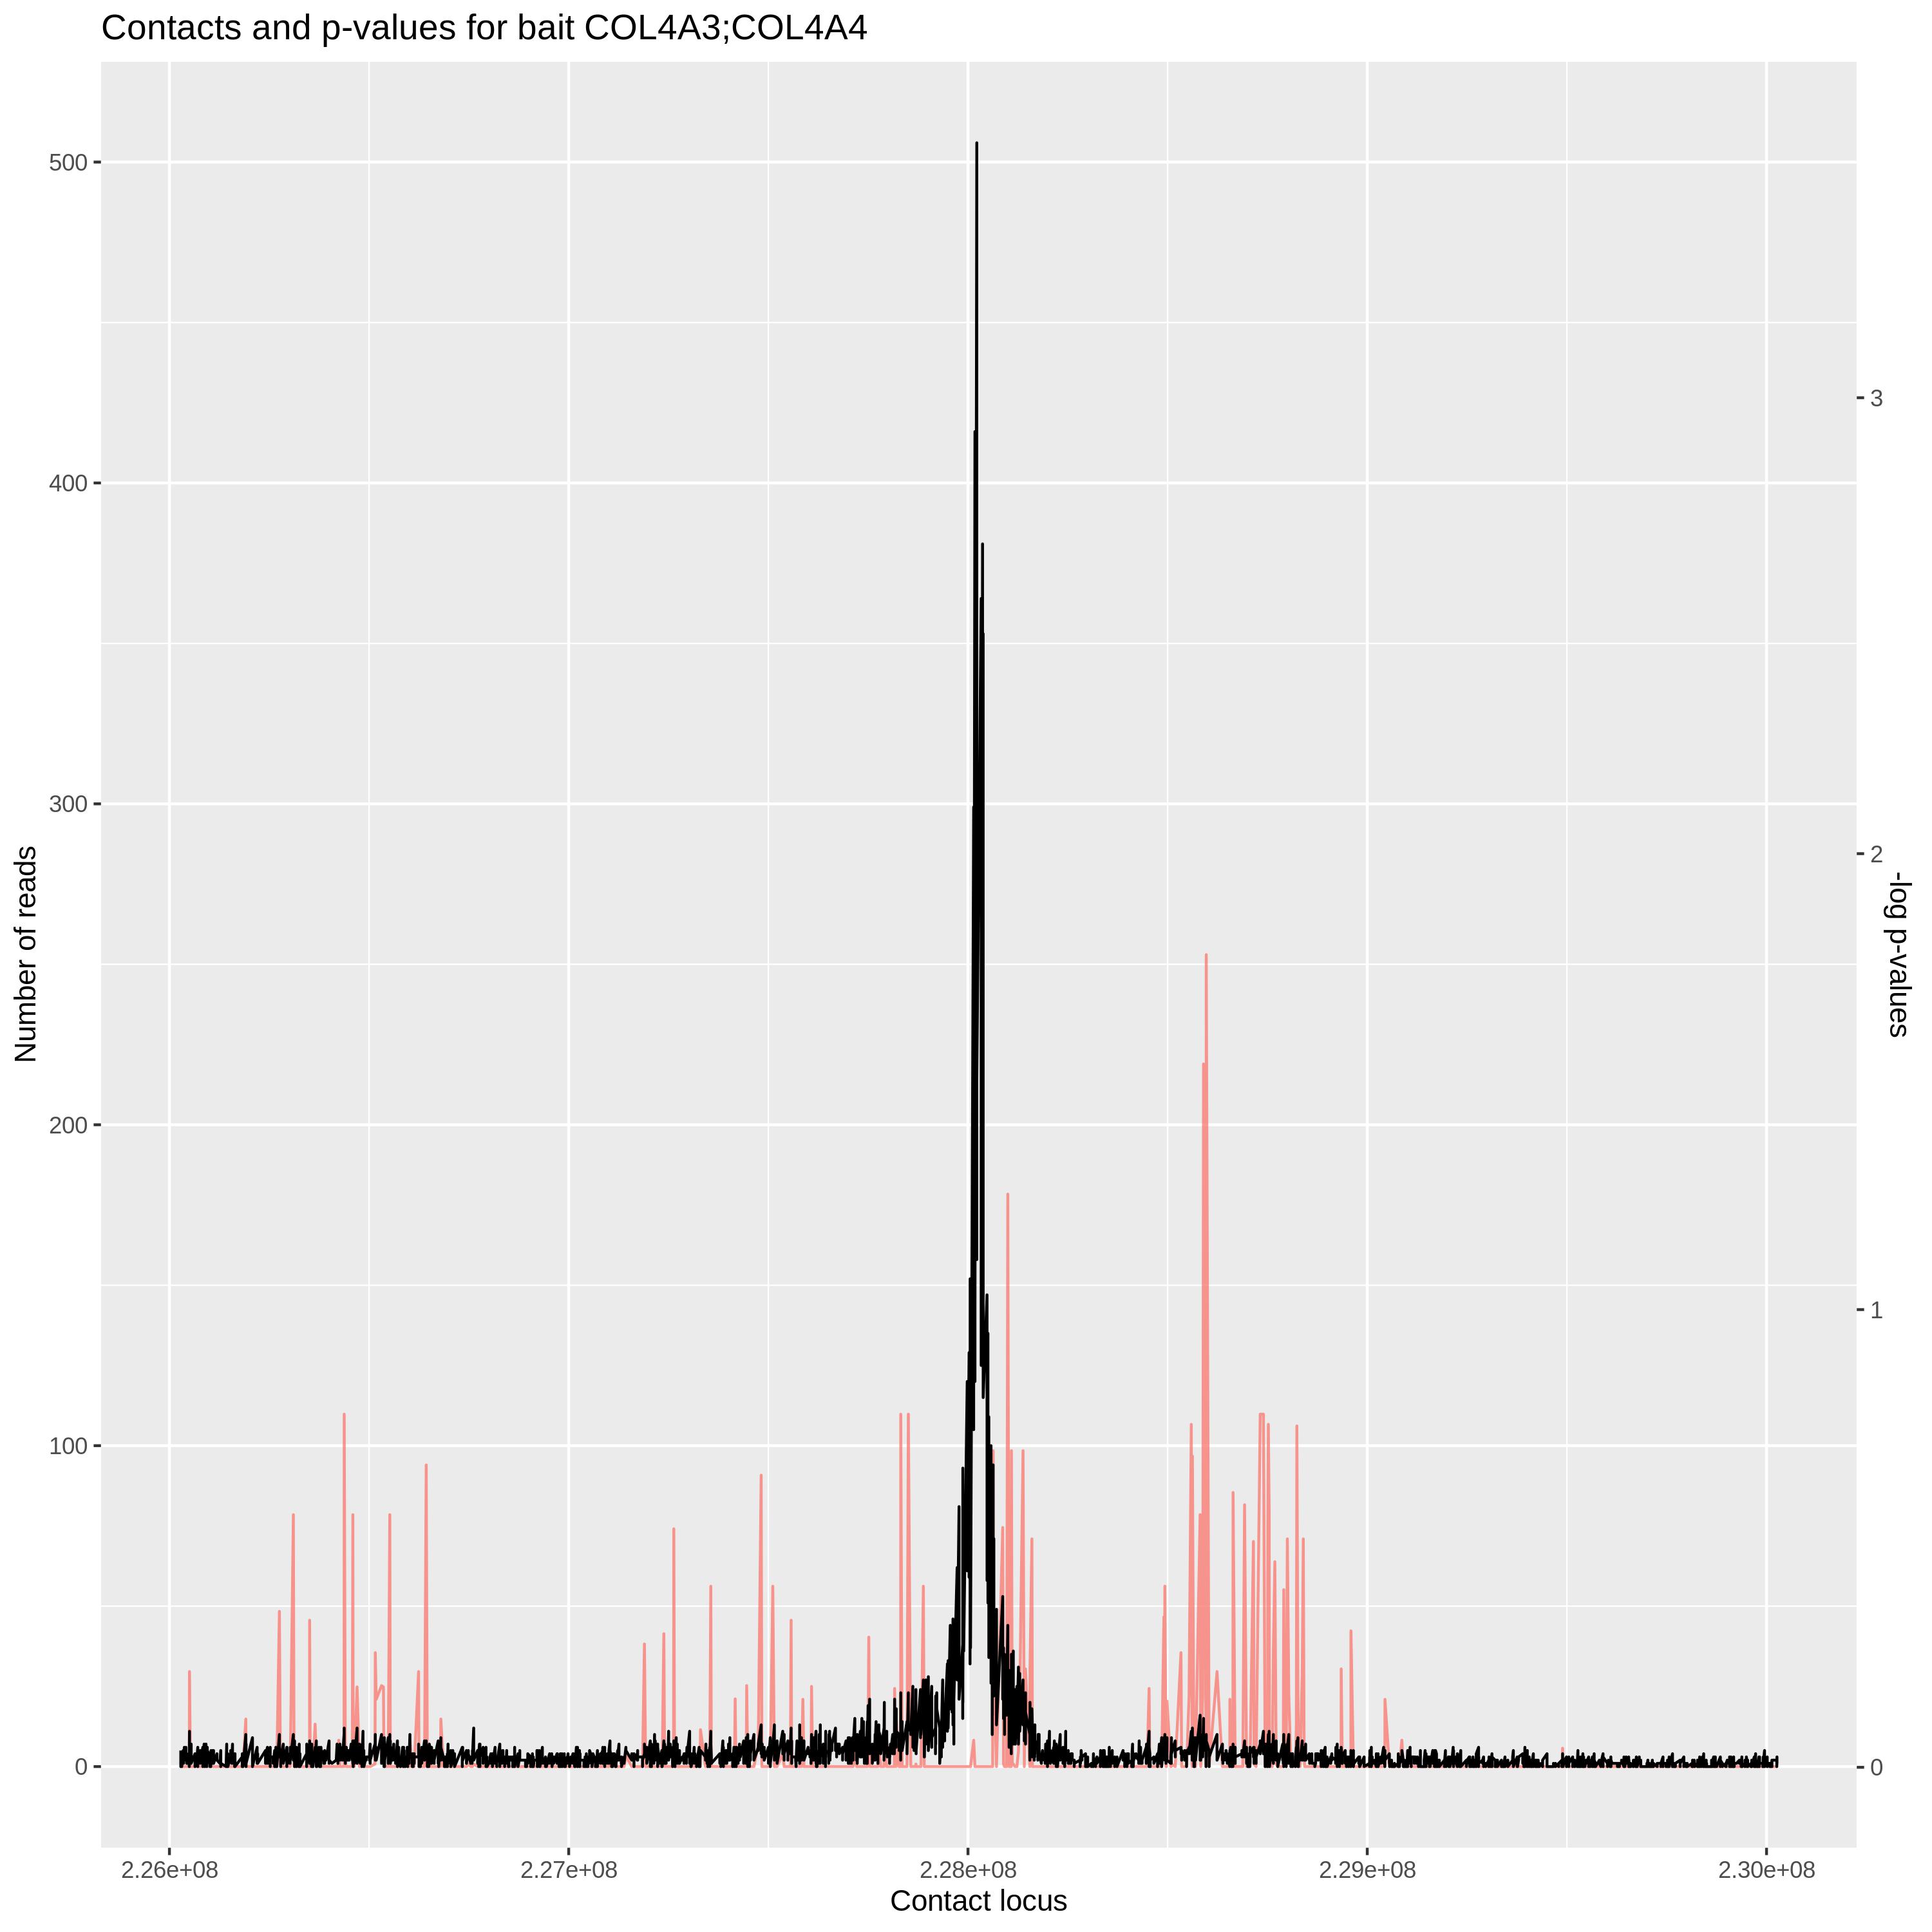 Contacts and p-values for bait COL4A3;COL4A4
500
400
300
200
100
0
Number of reads
3
2
1
0
-log p-values
2.26e+08
2.27e+08
2.28e+08
2.29e+08
2.30e+08
Contact locus